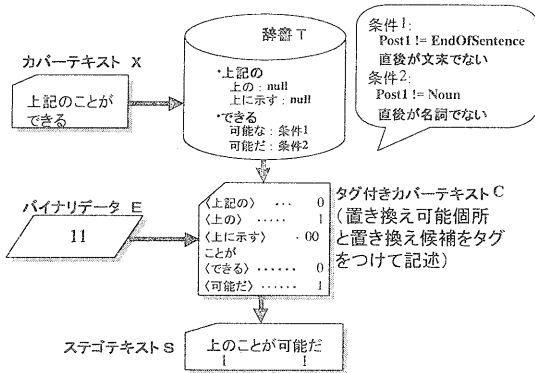 カバーテキスト X
上記のことが
できる
辞書T
・上記の
上の：null
上に示す：null
・できる
可能な：条件1
可能だ：条件2
条件1:
Post1 != EndOfSentence
直後が文末でない
条件2:
Post1 != Noun
直後が名詞でない
バイナリデータ E
11
〈上記の〉 ... 0
〈上の〉 ..... 1
〈上に示す〉 . 00
ことが
〈できる〉 ...... 0
〈可能だ〉 ...... 1
タグ付きカバーテキストC
（置き換え可能個所
と置き換え候補をタグ
をつけて記述）
ステゴテキストS
上のことが可能だ
1 1